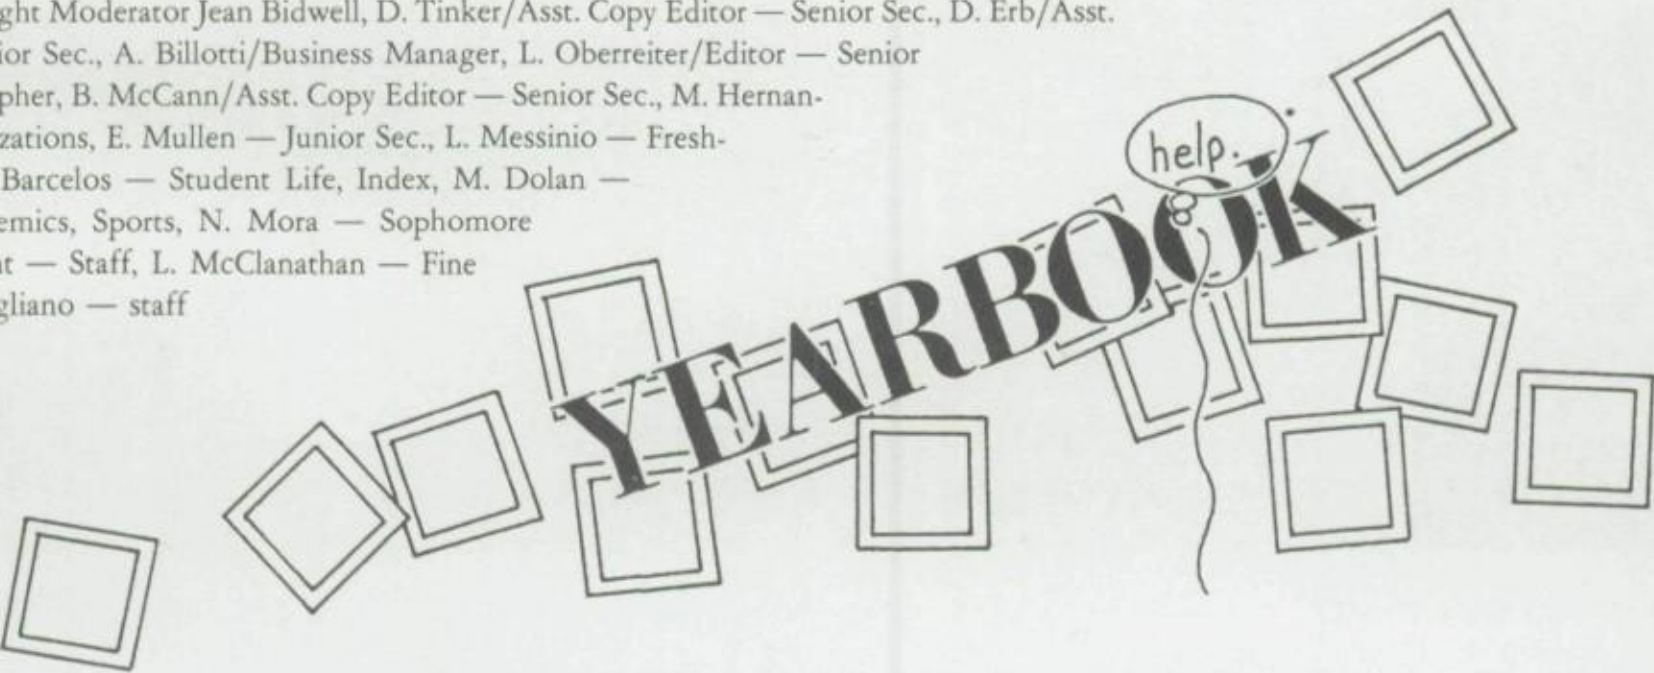 ght Moderator Jean Bidwell, D. Tinker/Asst. Copy Editor — Senior Sec., D. Erb/Asst.
ior Sec., A. Billotti/Business Manager, L. Oberreiter/Editor — Senior
pher, B. McCann/Asst. Copy Editor — Senior Sec., M. Hernan-
zations, E. Mullen — Junior Sec., L. Messinio — Fresh-
Barcelos — Student Life, Index, M. Dolan —
emics, Sports, N. Mora — Sophomore
nt — Staff, L. McClanathan — Fine
gliano — staff
help.
YEARBOOK